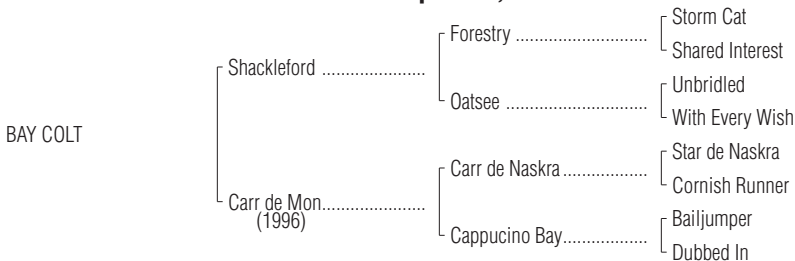 Storm Cat
Forestry
Shared Interest
Shackleford
Unbridled
Oatsee
With Every Wish
BAY COLT
Star de Naskra
Carr de Naskra
Cornish Runner
Carr de Mon
(1996)
Bailjumper
Cappucino Bay
Dubbed In